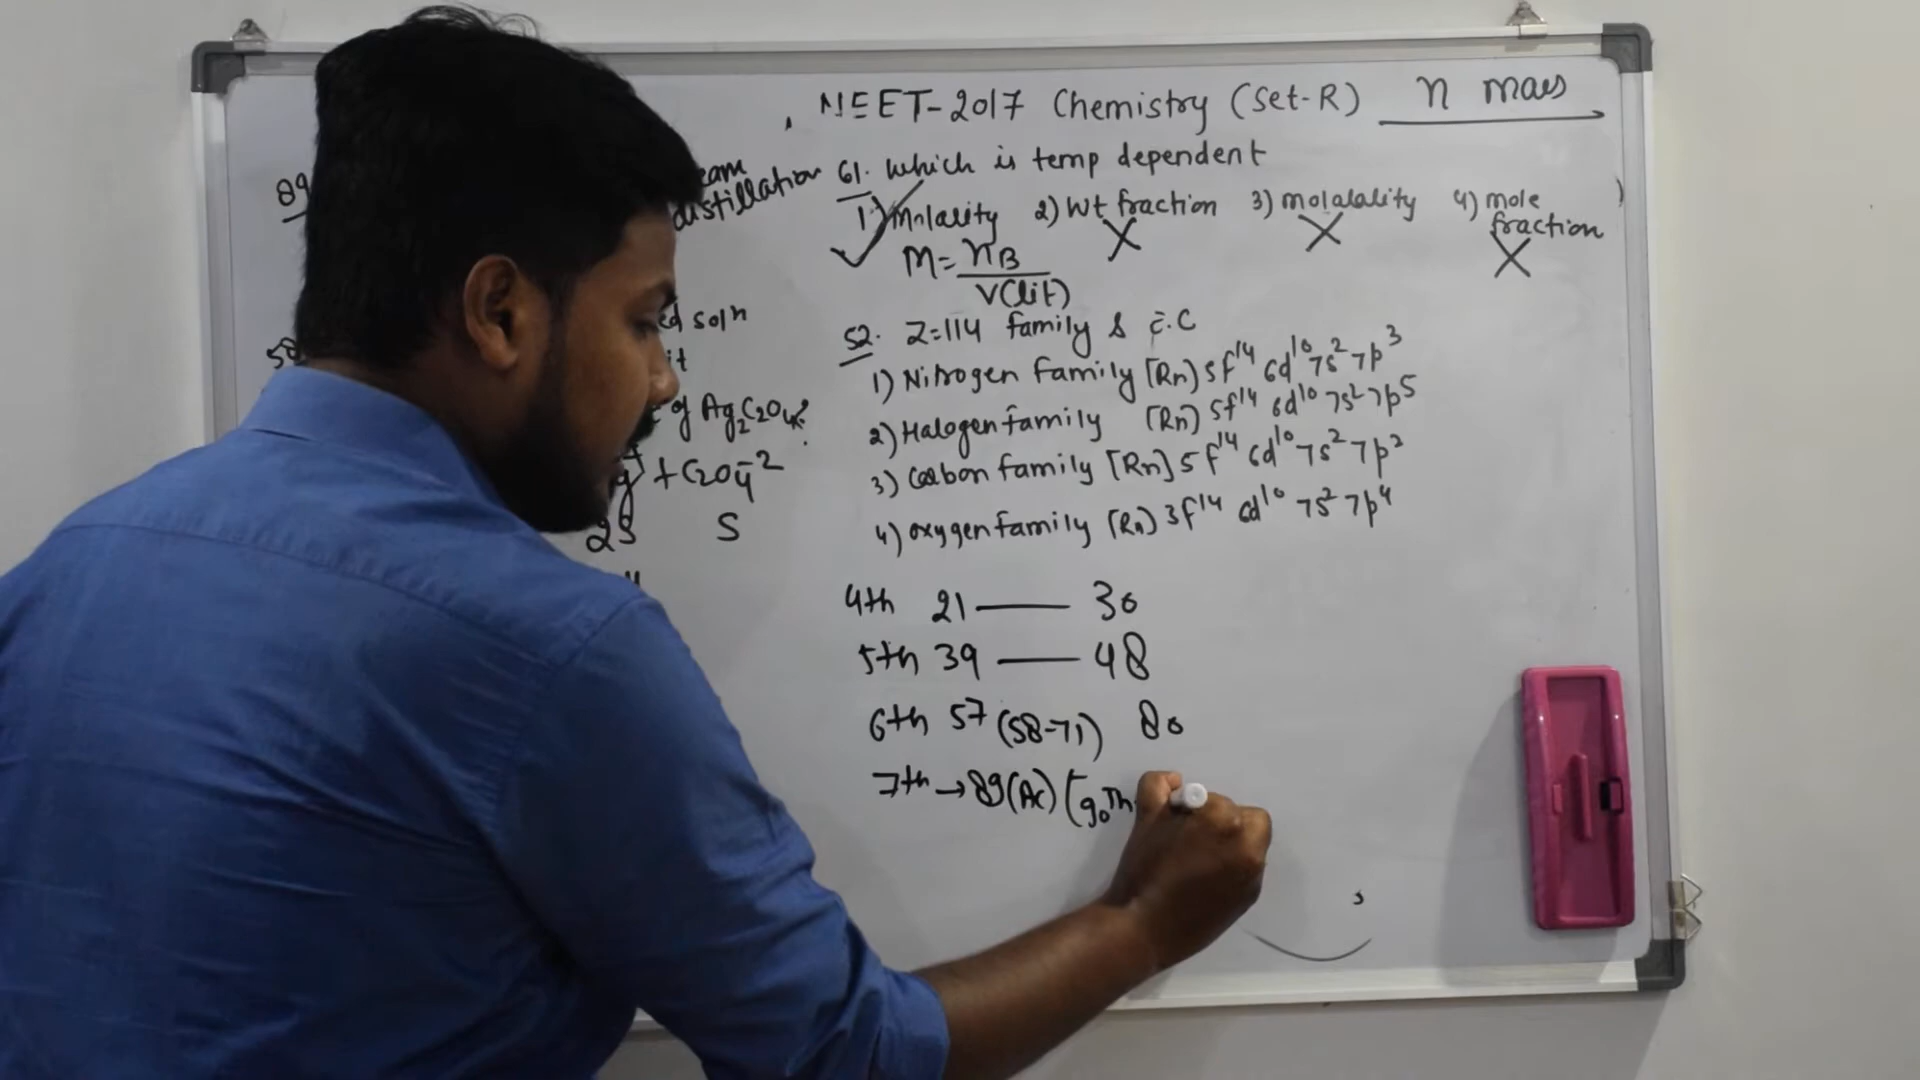 NEET-2017 Chemistry (Set-R) n mass
89
distillation
61. Which is temp dependent
1) Molality 2) Wt fraction 3) molalality 4) mole fraction
M = nB
V(lit)
52. Z=114 family & E.C
1) Nitrogen family [Rn] 5f14 6d10 7s2 7p3
2) Halogen family [Rn] 5f14 6d10 7s2 7p5
3) Carbon family [Rn] 5f14 6d10 7s2 7p2
4) oxygen family [Rn] 3f14 6d10 7s2 7p4
ed soln
it
of Ag2C2O4
+ C2O4-2
2S S
4th 21 — 30
5th 39 — 48
6th 57 (58-71) 80
7th → 89(Ac) (90Th